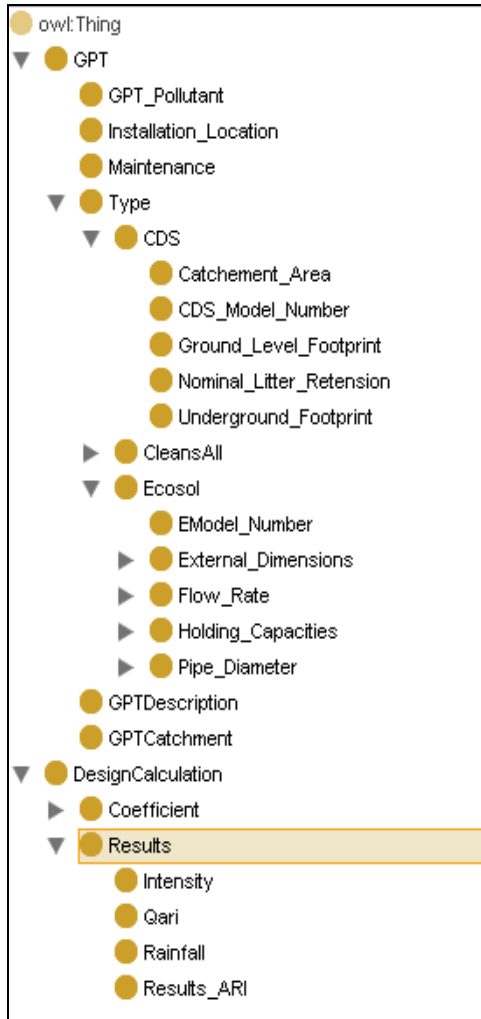 owl:Thing
GPT
GPT_Pollutant
Installation_Location
Maintenance
Type
CDS
Catchement_Area
CDS_Model_Number
Ground_Level_Footprint
Nominal_Litter_Retension
Underground_Footprint
CleansAll
Ecosol
EModel_Number
External_Dimensions
Flow_Rate
Holding_Capacities
Pipe_Diameter
GPTDescription
GPTCatchment
DesignCalculation
Coefficient
Results
Intensity
Qari
Rainfall
Results_ARI